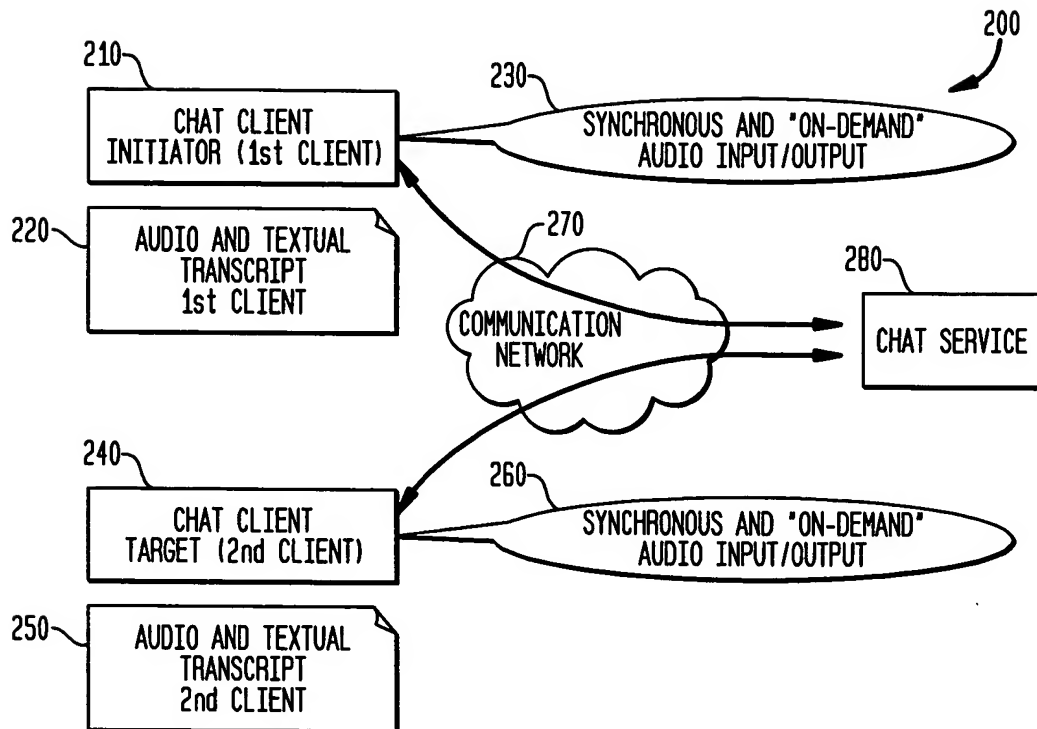 200
210
CHAT CLIENT
INITIATOR (1st CLIENT)
230
SYNCHRONOUS AND "ON-DEMAND"
AUDIO INPUT/OUTPUT
220
AUDIO AND TEXTUAL
TRANSCRIPT
1st CLIENT
270
COMMUNICATION
NETWORK
280
CHAT SERVICE
240
CHAT CLIENT
TARGET (2nd CLIENT)
260
SYNCHRONOUS AND "ON-DEMAND"
AUDIO INPUT/OUTPUT
250
AUDIO AND TEXTUAL
TRANSCRIPT
2nd CLIENT